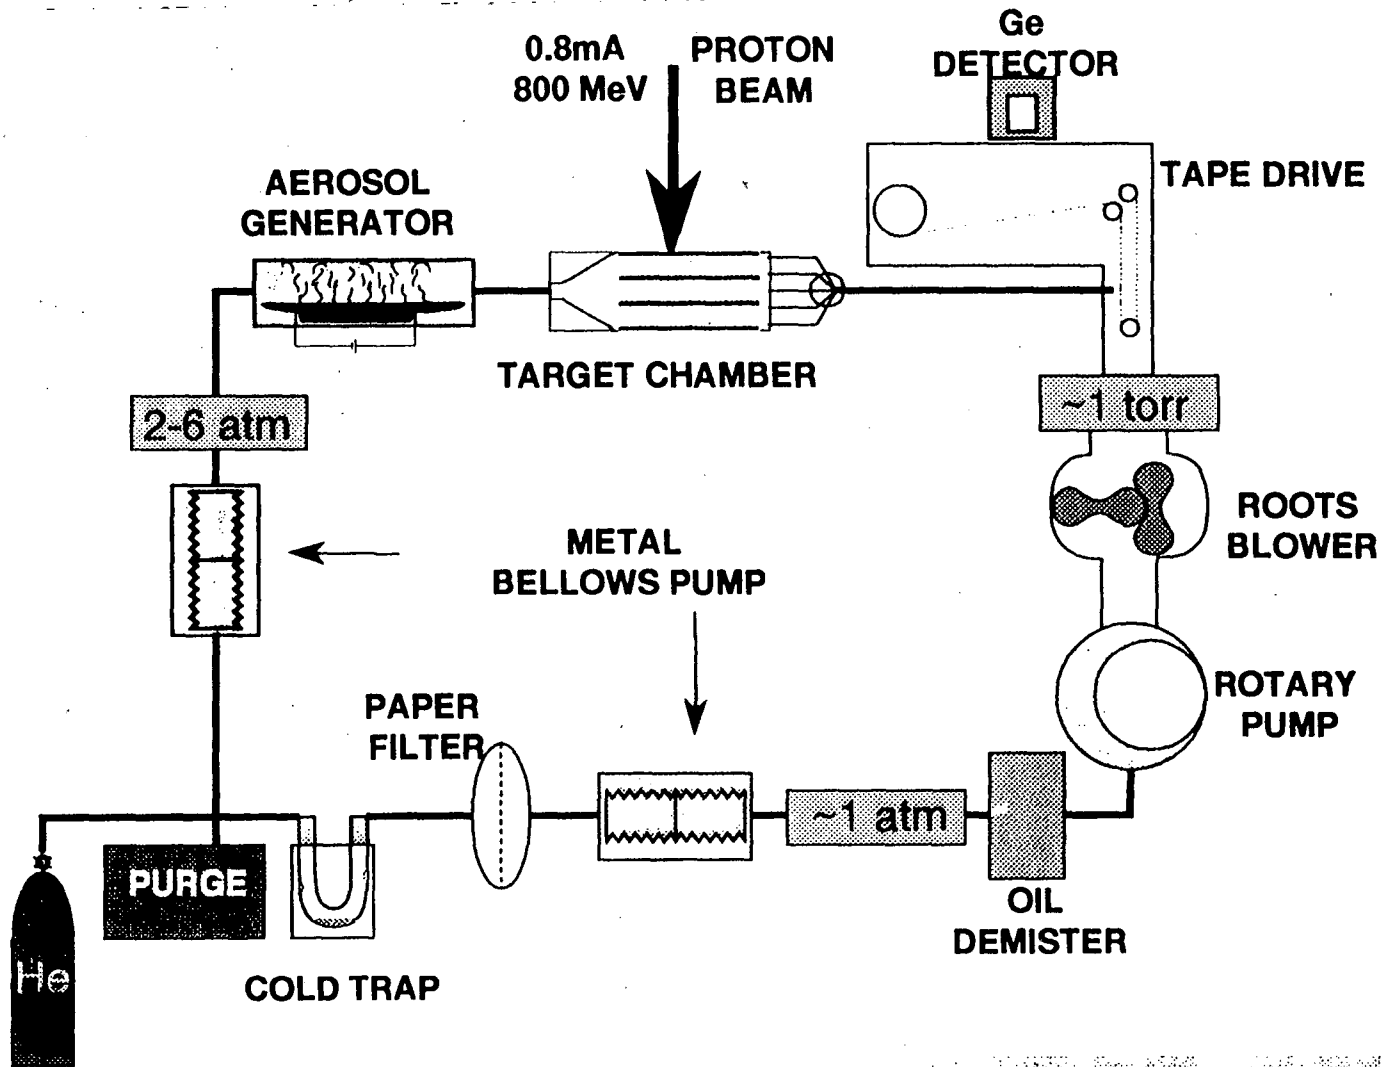 Ge
DETECTOR
0.8mA
800 MeV
PROTON
BEAM
TAPE DRIVE
AEROSOL
GENERATOR
TARGET CHAMBER
2-6 atm
~1 torr
ROOTS
BLOWER
METAL
BELLOWS PUMP
PAPER
FILTER
ROTARY
PUMP
~1 atm
PURGE
OIL
DEMISTER
He
COLD TRAP